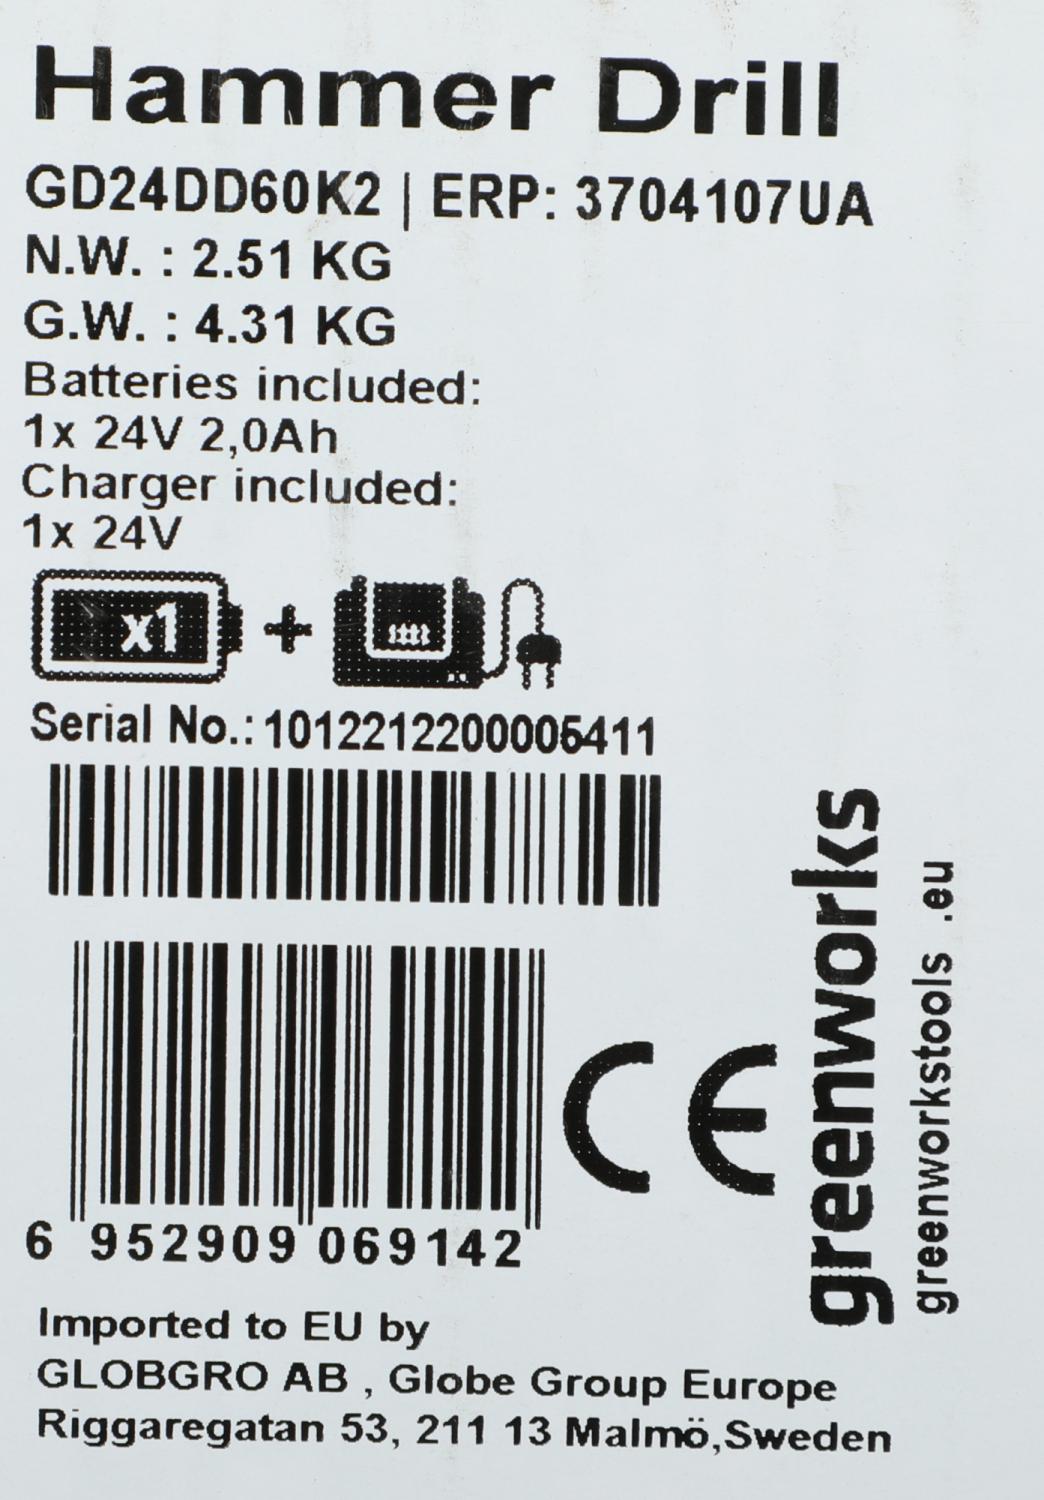 Hammer Drill
GD24DD60K2 | ERP: 3704107UA
N.W. : 2.51 KG
G.W. : 4.31 KG
Batteries included:
1x 24V 2,0Ah
Charger included:
1x 24V
x1 +
Serial No.: 1012212200005411
6 952909 069142
CE
greenworks
greenworkstools .eu
Imported to EU by
GLOBGRO AB , Globe Group Europe
Riggaregatan 53, 211 13 Malmö,Sweden